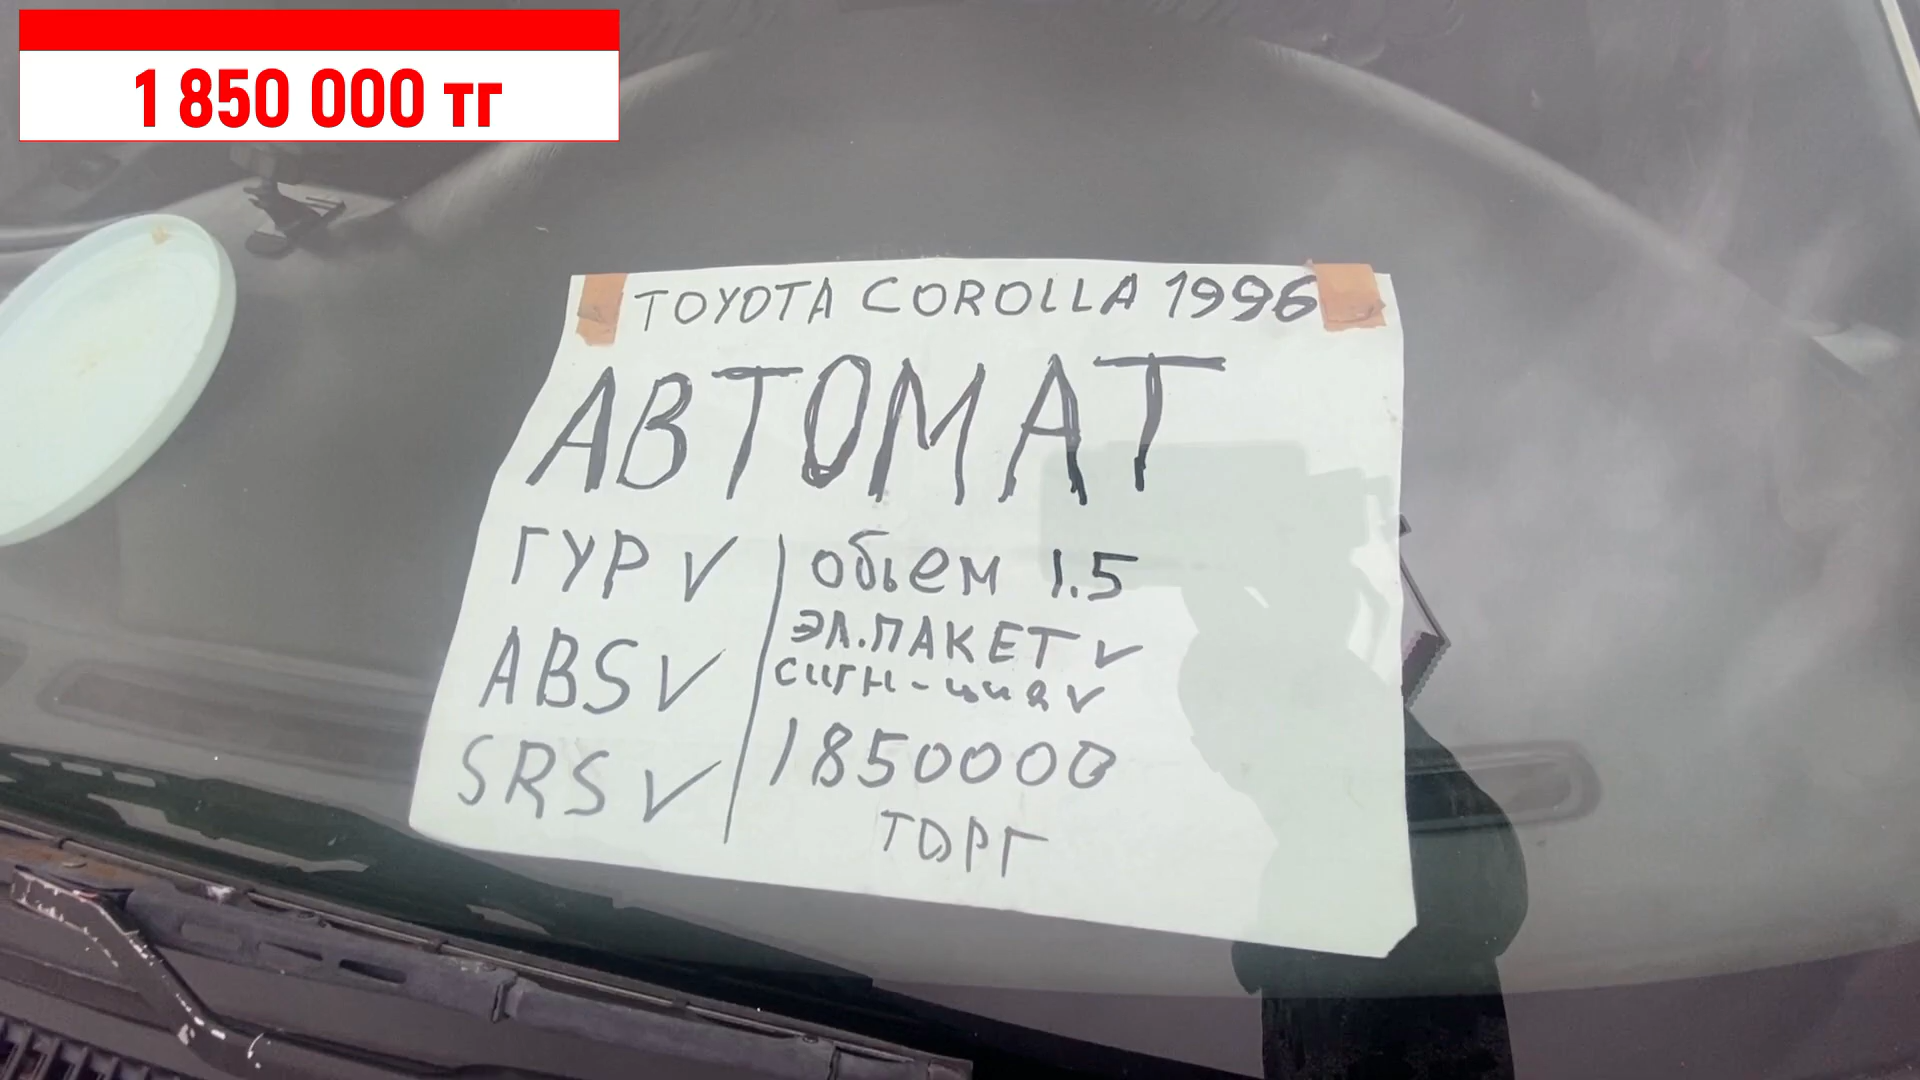 1 850 000 тг
TOYOTA COROLLA 1996
АВТОМАТ
ГУР ✓
ABS ✓
SRS ✓
обьем 1.5
ЭЛ.ПАКЕТ ✓
сигн-ция ✓
1850000
ТОРГ